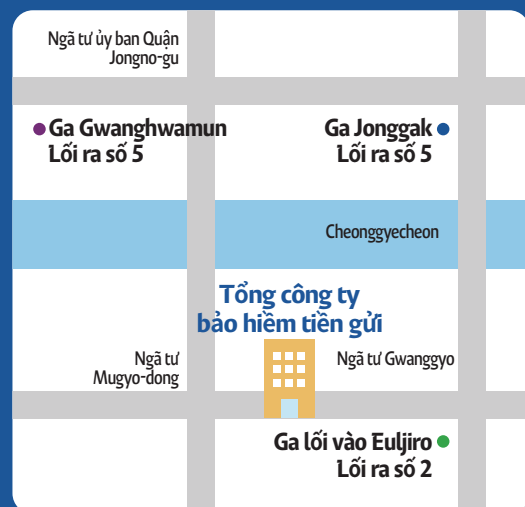 Ngã tư ủy ban Quận
Jongno-gu
Ga Gwanghwamun
Lối ra số 5
Ga Jonggak
Lối ra số 5
Cheonggyecheon
Tổng công ty
bảo hiềm tiền gửi
Ngã tư
Mugyo-dong
Ngã tư Gwanggyo
Ga lối vào Euljiro
Lối ra số 2